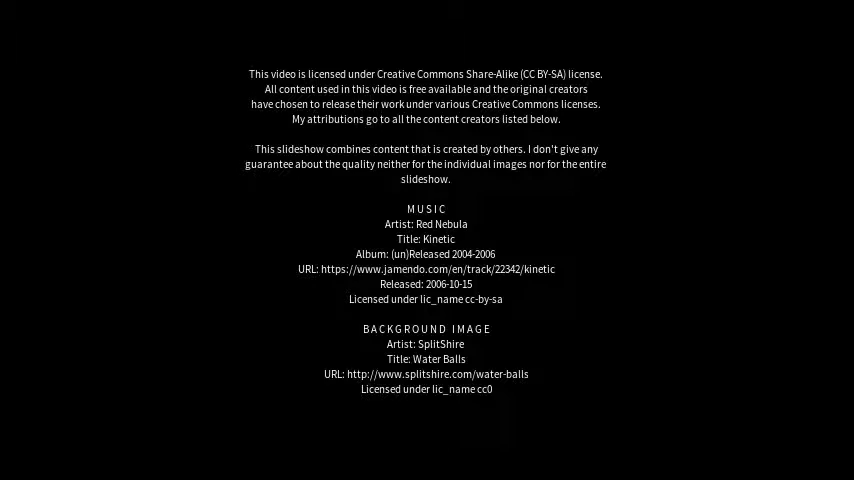 This video is licensed under Creative Commons Share-Alike (CC BY-SA) license.
All content used in this video is free available and the original creators
have chosen to release their work under various Creative Commons licenses.
My attributions go to all the content creators listed below.
This slideshow combines content that is created by others. I don't give any
guarantee about the quality neither for the individual images nor for the entire
slideshow.
MUSIC
Artist: Red Nebula
Title: Kinetic
Album: (un)Released 2004-2006
URL: https://www.jamendo.com/en/track/22342/kinetic
Released: 2006-10-15
Licensed under lic_name cc-by-sa
BACKGROUND IMAGE
Artist: SplitShire
Title: Water Balls
URL: http://www.splitshire.com/water-balls
Licensed under lic_name cc0